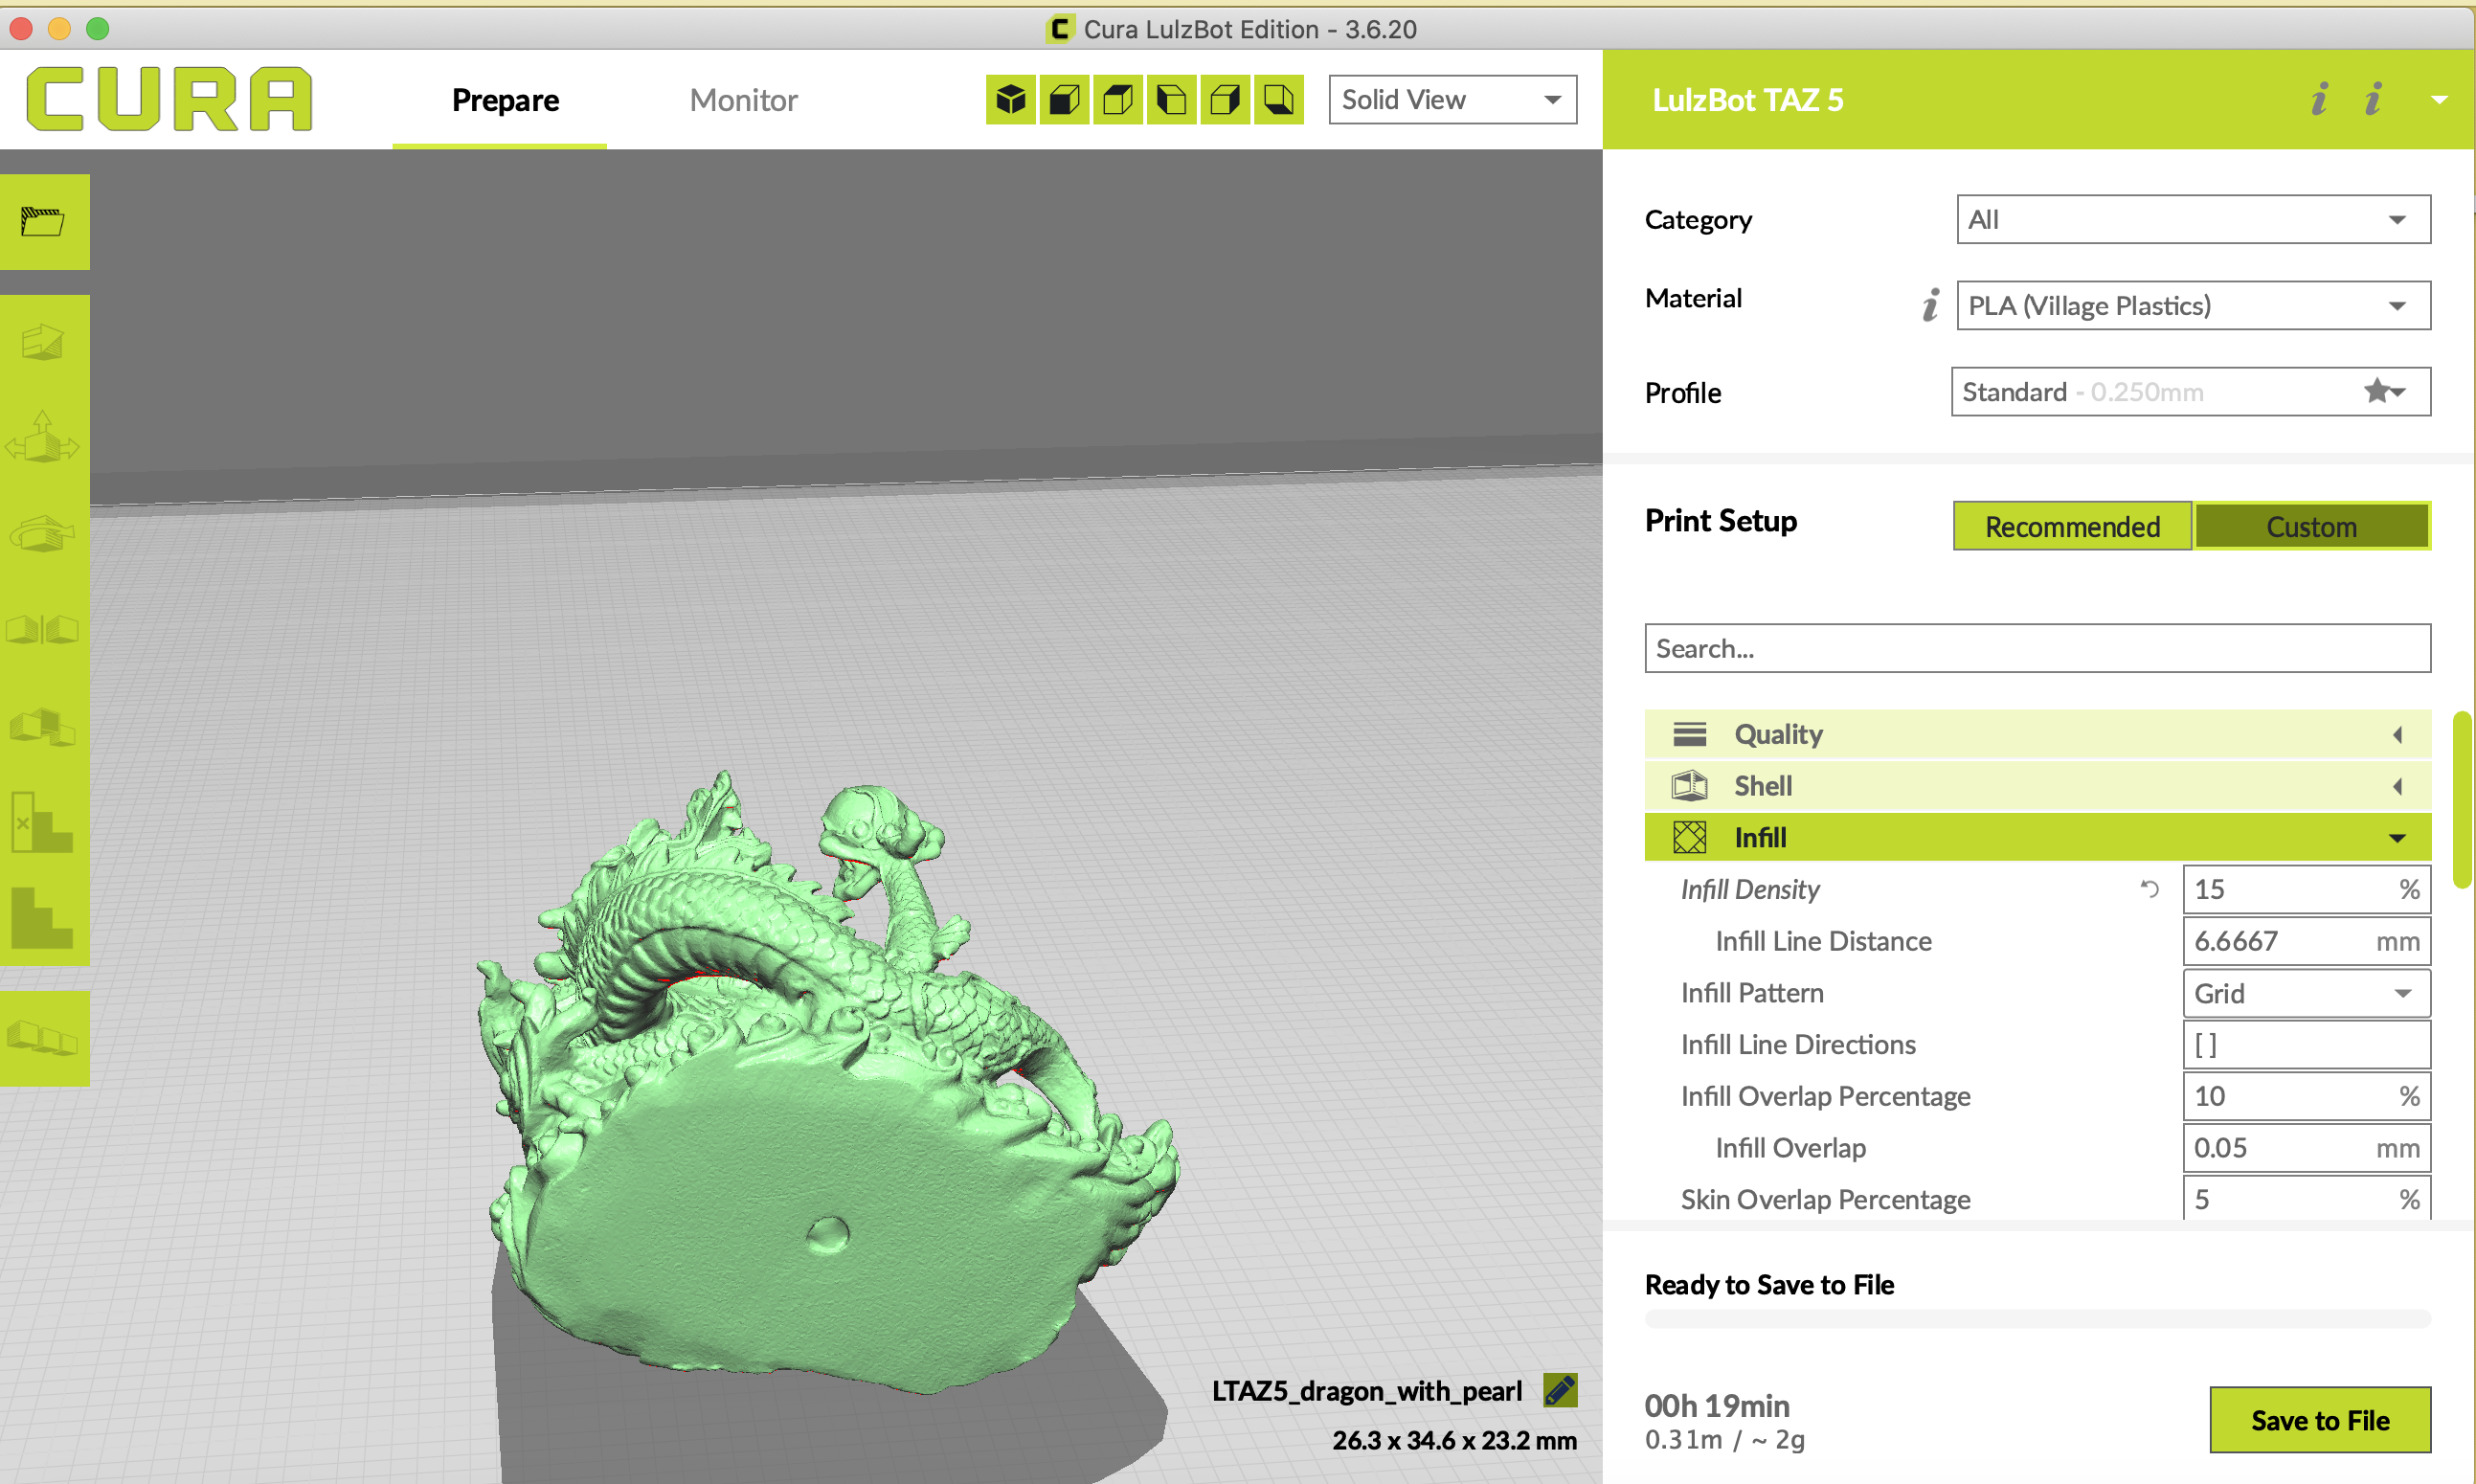 Cura LulzBot Edition - 3.6.20
CURA
Prepare
Monitor
Solid View
LulzBot TAZ 5
i i
Category
All
Material
i
PLA (Village Plastics)
Profile
Standard - 0.250mm
Print Setup
Recommended
Custom
Search...
Quality
Shell
Infill
Infill Density
15 %
Infill Line Distance
6.6667 mm
Infill Pattern
Grid
Infill Line Directions
[ ]
Infill Overlap Percentage
10 %
Infill Overlap
0.05 mm
Skin Overlap Percentage
5 %
Ready to Save to File
LTAZ5_dragon_with_pearl
26.3 x 34.6 x 23.2 mm
00h 19min
0.31m / ~ 2g
Save to File